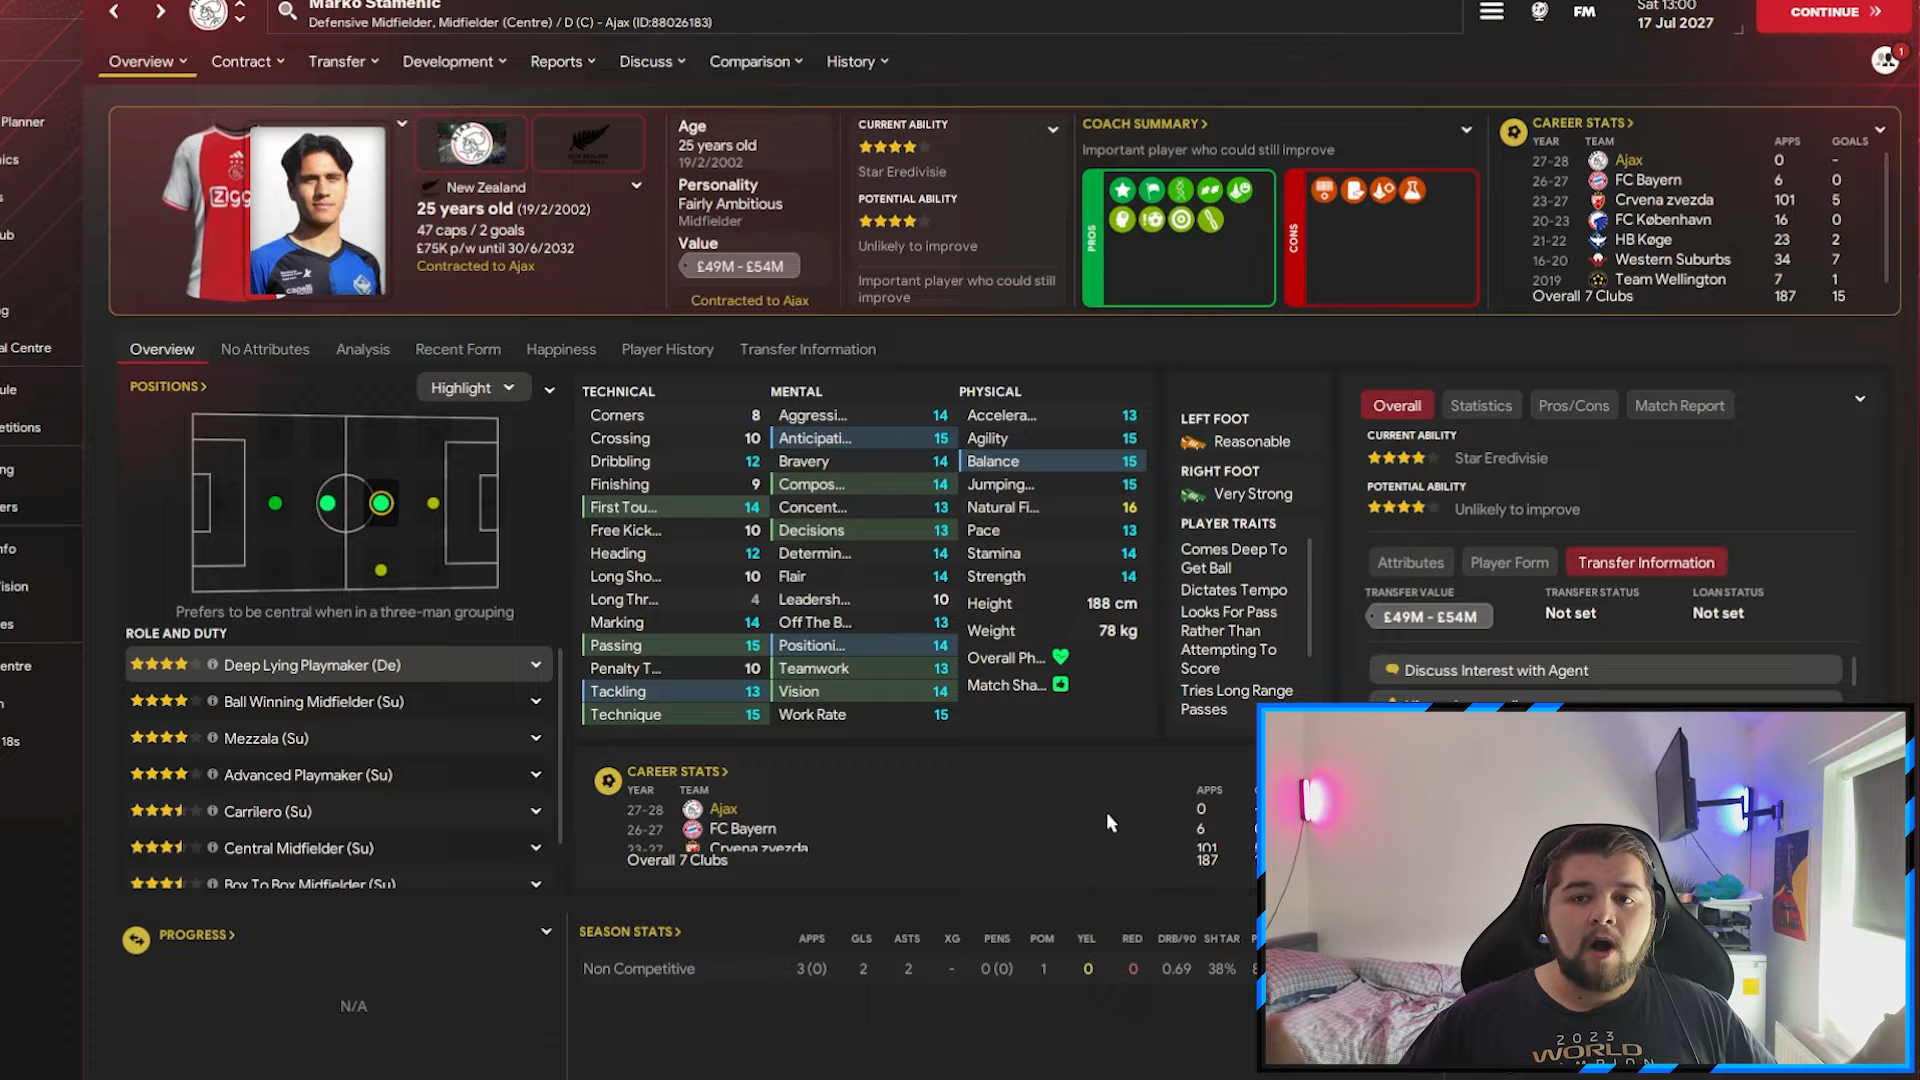 Marko Stamenic
Defensive Midfielder, Midfielder (Centre) / D (C) - Ajax (ID:88026183)
FM
Sat 13:00
17 Jul 2027
CONTINUE
Overview
Contract
Transfer
Development
Reports
Discuss
Comparison
History
1
Planner
al Centre
New Zealand
25 years old (19/2/2002)
47 caps / 2 goals
£75K p/w until 30/6/2032
Contracted to Ajax
Age
25 years old
19/2/2002
Personality
Fairly Ambitious
Midfielder
Value
£49M - £54M
Contracted to Ajax
CURRENT ABILITY
Star Eredivisie
POTENTIAL ABILITY
Unlikely to improve
Important player who could still
improve
COACH SUMMARY
Important player who could still improve
PROS
CONS
CAREER STATS
YEAR TEAM APPS GOALS
27-28 Ajax 0 -
26-27 FC Bayern 6 0
23-27 Crvena zvezda 101 5
20-23 FC København 16 0
21-22 HB Køge 23 2
16-20 Western Suburbs 34 7
2019 Team Wellington 7 1
Overall 7 Clubs 187 15
Overview
No Attributes
Analysis
Recent Form
Happiness
Player History
Transfer Information
POSITIONS
Highlight
Prefers to be central when in a three-man grouping
ROLE AND DUTY
Deep Lying Playmaker (De)
Ball Winning Midfielder (Su)
Mezzala (Su)
Advanced Playmaker (Su)
Carrilero (Su)
Central Midfielder (Su)
Box To Box Midfielder (Su)
TECHNICAL
Corners 8
Crossing 10
Dribbling 12
Finishing 9
First Tou... 14
Free Kick... 10
Heading 12
Long Sho... 10
Long Thr... 4
Marking 14
Passing 15
Penalty T... 10
Tackling 13
Technique 15
MENTAL
Aggressi... 14
Anticipati... 15
Bravery 14
Compos... 14
Concent... 13
Decisions 13
Determin... 14
Flair 14
Leadersh... 10
Off The B... 13
Positioni... 14
Teamwork 13
Vision 14
Work Rate 15
PHYSICAL
Accelera... 13
Agility 15
Balance 15
Jumping... 15
Natural Fi... 16
Pace 13
Stamina 14
Strength 14
Height 188 cm
Weight 78 kg
Overall Ph...
Match Sha...
LEFT FOOT
Reasonable
RIGHT FOOT
Very Strong
PLAYER TRAITS
Comes Deep To
Get Ball
Dictates Tempo
Looks For Pass
Rather Than
Attempting To
Score
Tries Long Range
Passes
Overall
Statistics
Pros/Cons
Match Report
CURRENT ABILITY
Star Eredivisie
POTENTIAL ABILITY
Unlikely to improve
Attributes
Player Form
Transfer Information
TRANSFER VALUE
£49M - £54M
TRANSFER STATUS
Not set
LOAN STATUS
Not set
Discuss Interest with Agent
CAREER STATS
YEAR TEAM APPS
27-28 Ajax 0
26-27 FC Bayern 6
23-27 Crvena zvezda 101
Overall 7 Clubs 187
PROGRESS
N/A
SEASON STATS
APPS GLS ASTS XG PENS POM YEL RED DRB/90 SH TAR
Non Competitive 3 (0) 2 2 - 0 (0) 1 0 0 0.69 38%
2023
WORLD